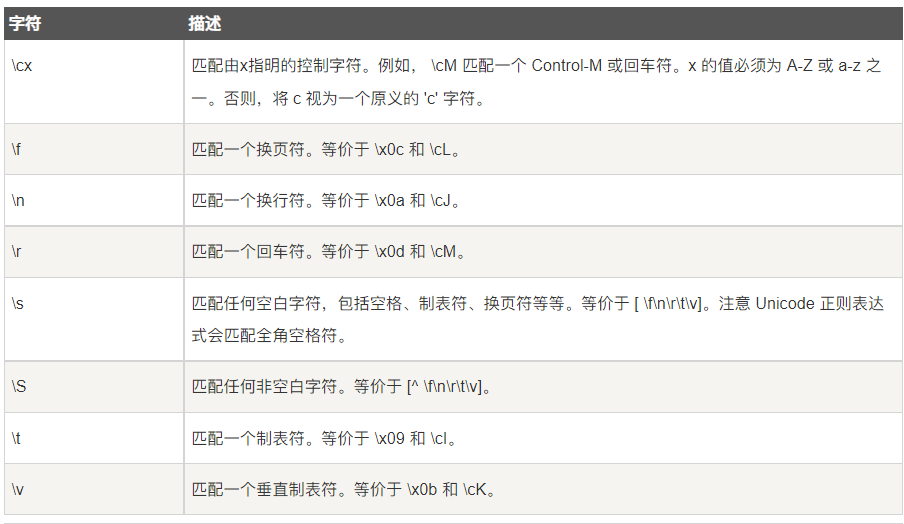 字符 描述
\cx 匹配由x指明的控制字符。例如， \cM 匹配一个 Control-M 或回车符。x 的值必须为 A-Z 或 a-z 之
一。否则，将 c 视为一个原义的 'c' 字符。
\f 匹配一个换页符。等价于 \x0c 和 \cL。
\n 匹配一个换行符。等价于 \x0a 和 \cJ。
\r 匹配一个回车符。等价于 \x0d 和 \cM。
\s 匹配任何空白字符，包括空格、制表符、换页符等等。等价于 [ \f\n\r\t\v]。注意 Unicode 正则表达
式会匹配全角空格符。
\S 匹配任何非空白字符。等价于 [^ \f\n\r\t\v]。
\t 匹配一个制表符。等价于 \x09 和 \cI。
\v 匹配一个垂直制表符。等价于 \x0b 和 \cK。